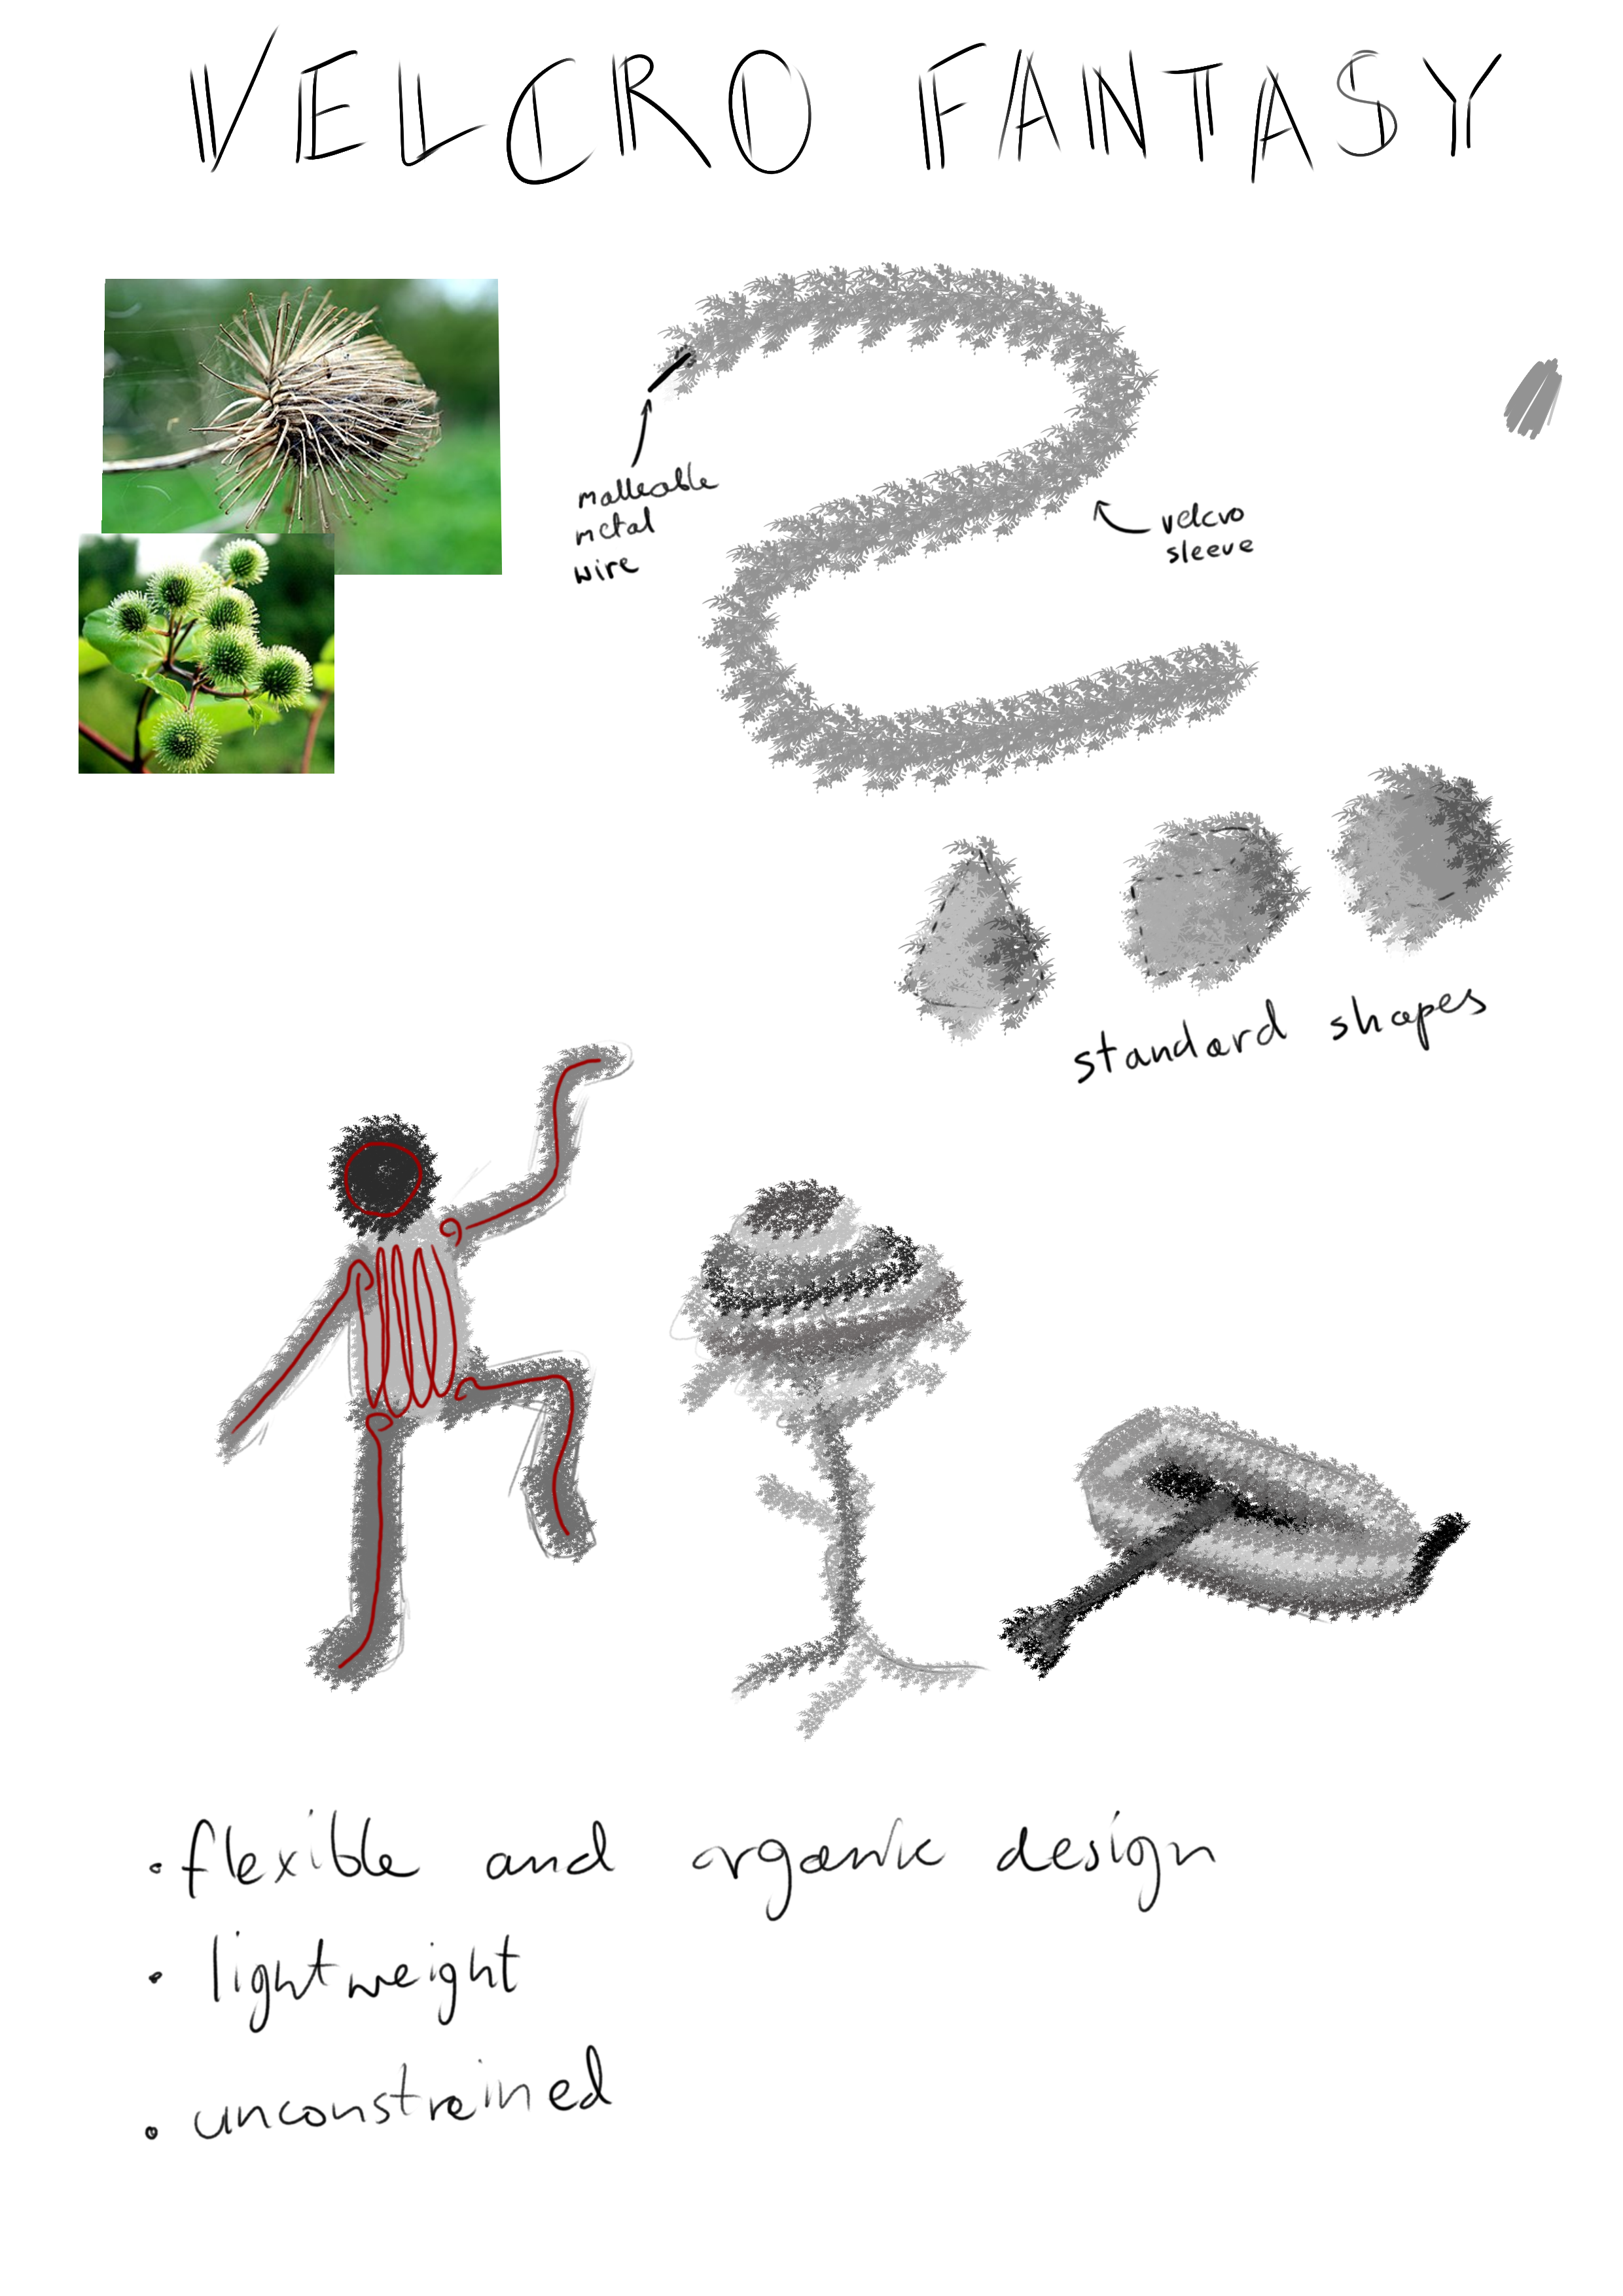 VELCRO FANTASY
malleable
metal
wire
velcro
sleeve
standard shapes
• flexible and organic design
• lightweight
• unconstrained